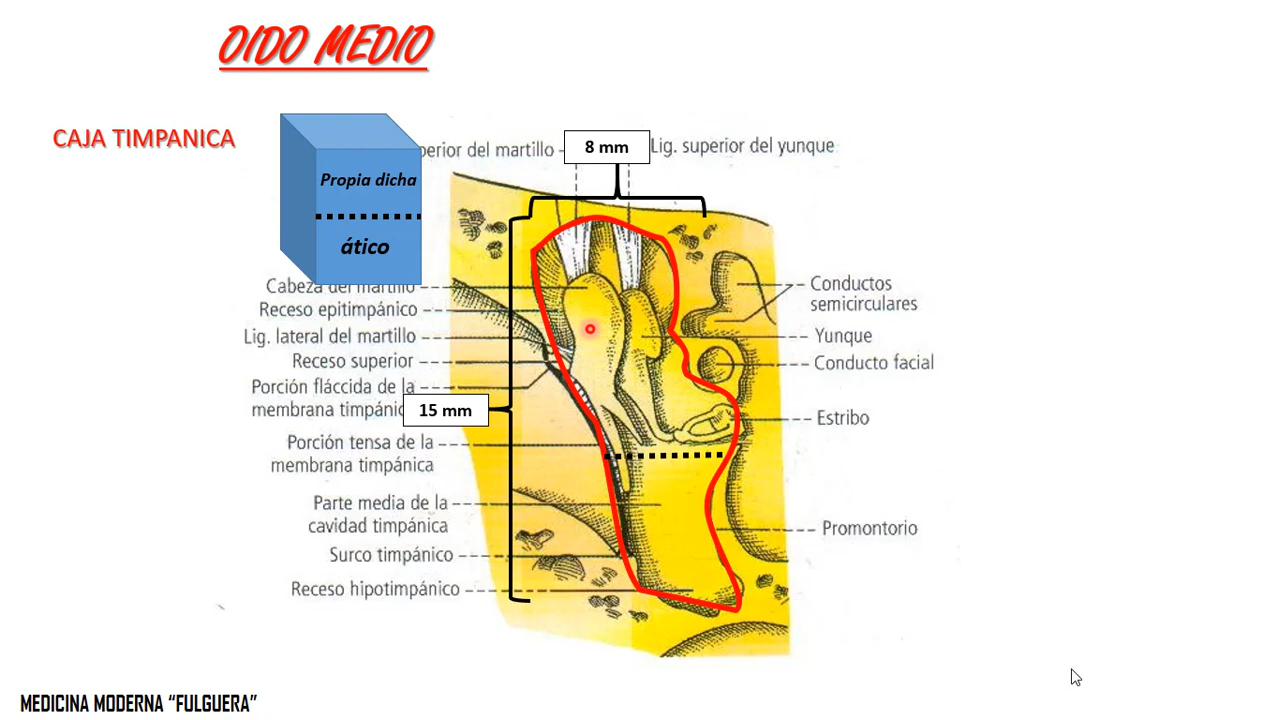 OIDO MEDIO
CAJA TIMPANICA
Propia dicha
ático
perior del martillo
8 mm
Lig. superior del yunque
Cabeza del martillo
Receso epitimpánico
Lig. lateral del martillo
Receso superior
Porción fláccida de la
membrana timpánic
15 mm
Porción tensa de la
membrana timpánica
Parte media de la
cavidad timpánica
Surco timpánico
Receso hipotimpánico
Conductos
semicirculares
Yunque
Conducto facial
Estribo
Promontorio
MEDICINA MODERNA “FULGUERA”